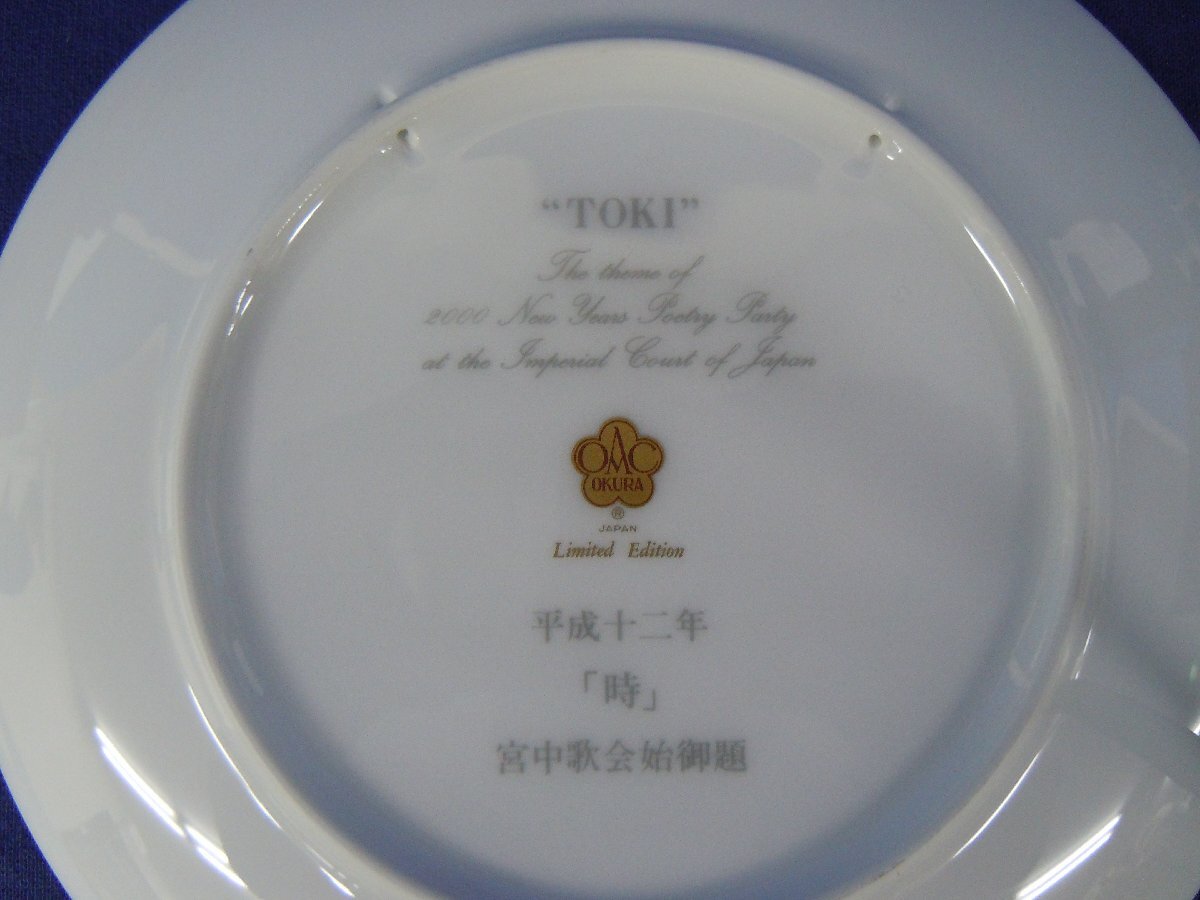 “TOKI”
The theme of
2000 New Years Poetry Party
at the Imperial Court of Japan
OAC
OKURA
®
JAPAN
Limited Edition
平成十二年
「時」
宮中歌会始御題